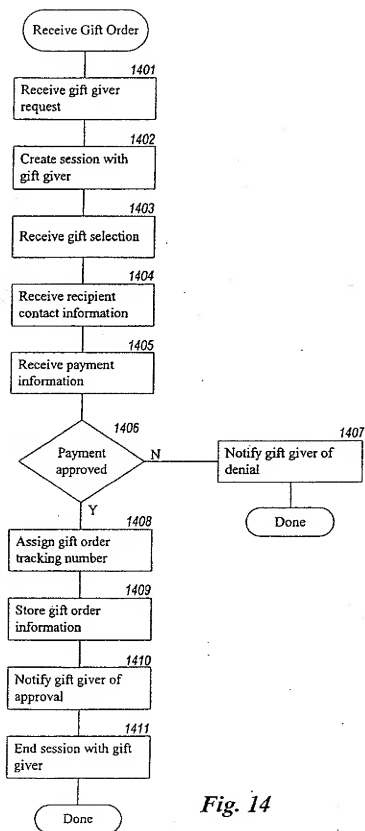 Receive Gift Order
1401
Receive gift giver
request
1402
Create session with
gift giver
1403
Receive gift selection
1404
Receive recipient
contact information
1405
Receive payment
information
1406
Payment
approved
N
1407
Notify gift giver of
denial
Done
Y
1408
Assign gift order
tracking number
1409
Store gift order
information
1410
Notify gift giver of
approval
1411
End session with gift
giver
Done
Fig. 14